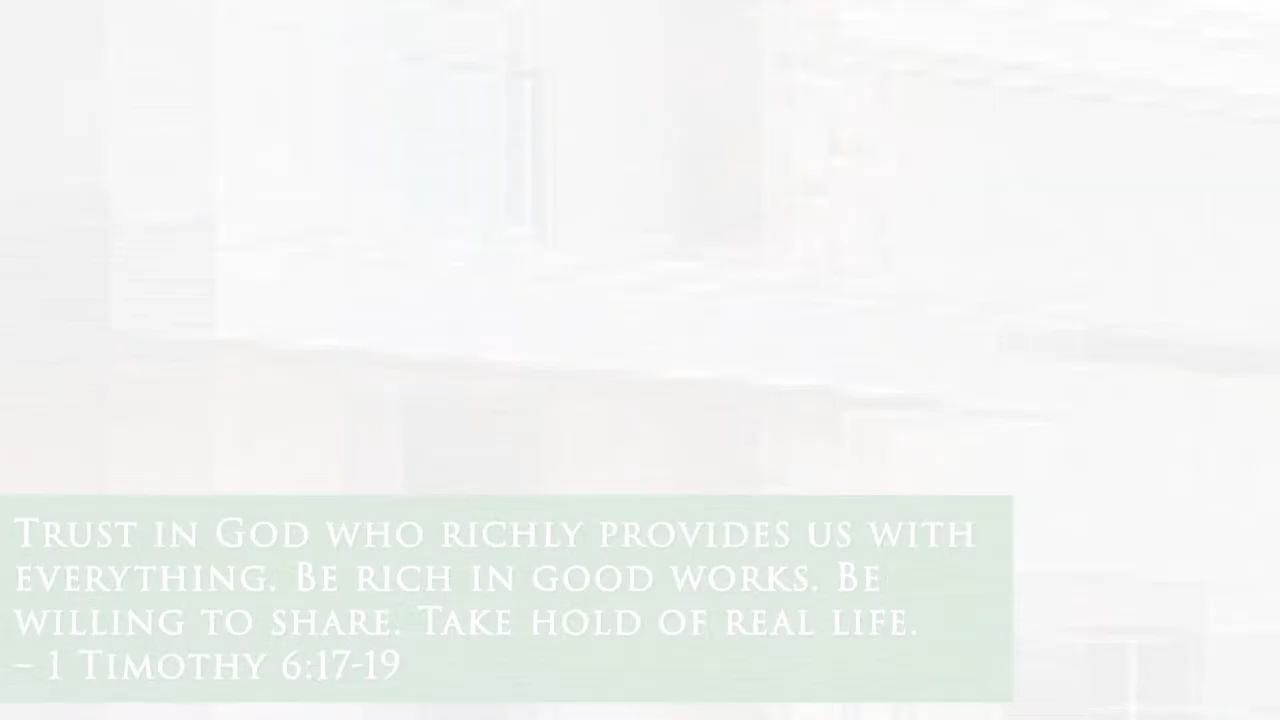 Trust in God who richly provides us with
everything. Be rich in good works. Be
willing to share. Take hold of real life.
– 1 Timothy 6:17-19